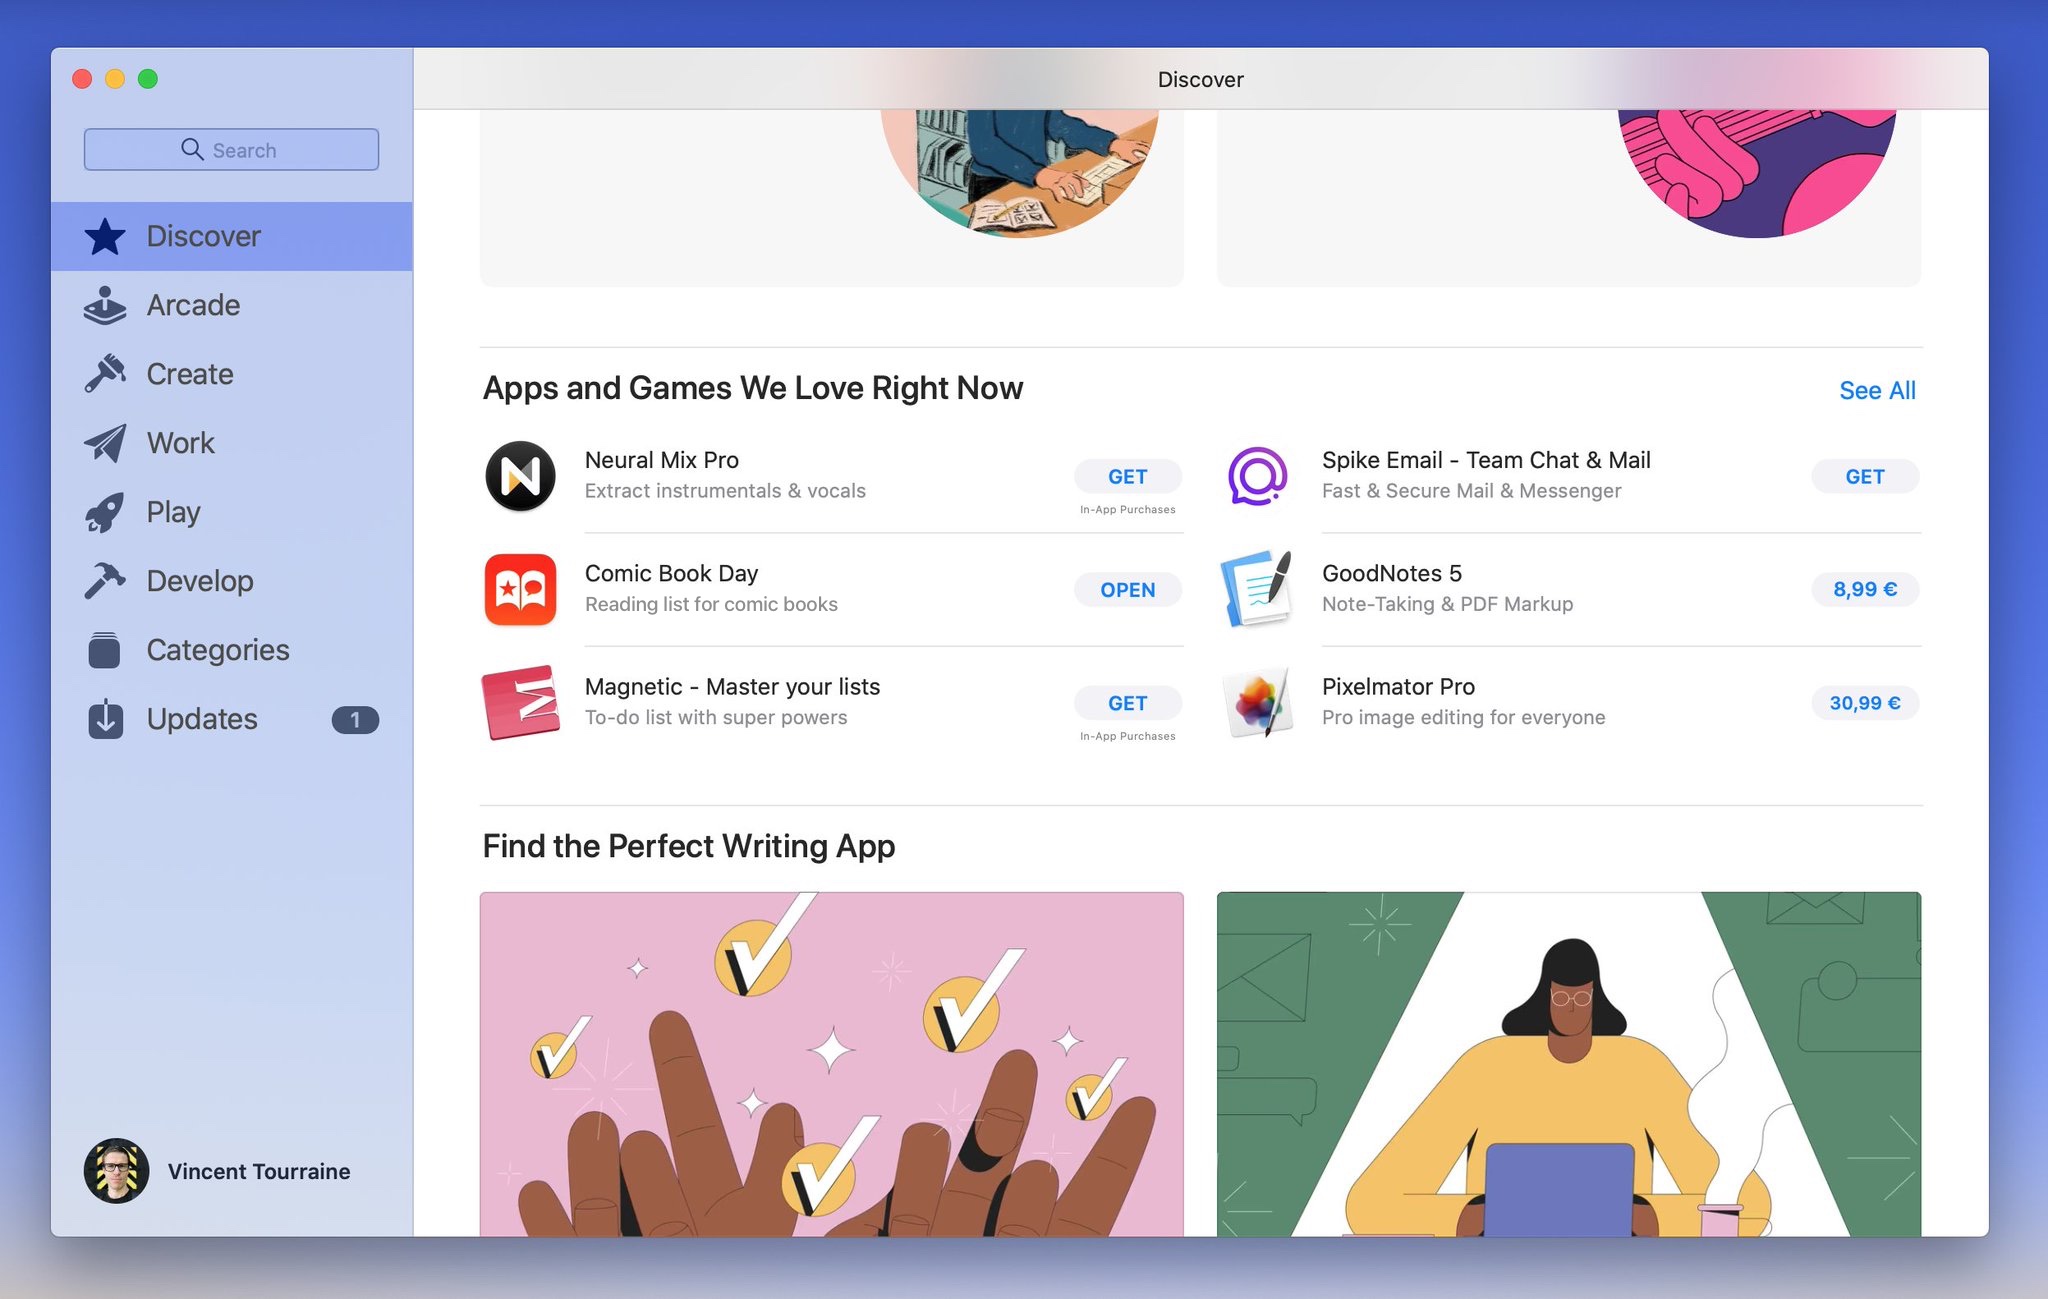 Discover
Search
Discover
Arcade
Create
Work
Play
Develop
Categories
Updates 1
Vincent Tourraine
Apps and Games We Love Right Now
See All
Neural Mix Pro
Extract instrumentals & vocals
GET
In-App Purchases
Spike Email - Team Chat & Mail
Fast & Secure Mail & Messenger
GET
Comic Book Day
Reading list for comic books
OPEN
GoodNotes 5
Note-Taking & PDF Markup
8,99 €
Magnetic - Master your lists
To-do list with super powers
GET
In-App Purchases
Pixelmator Pro
Pro image editing for everyone
30,99 €
Find the Perfect Writing App